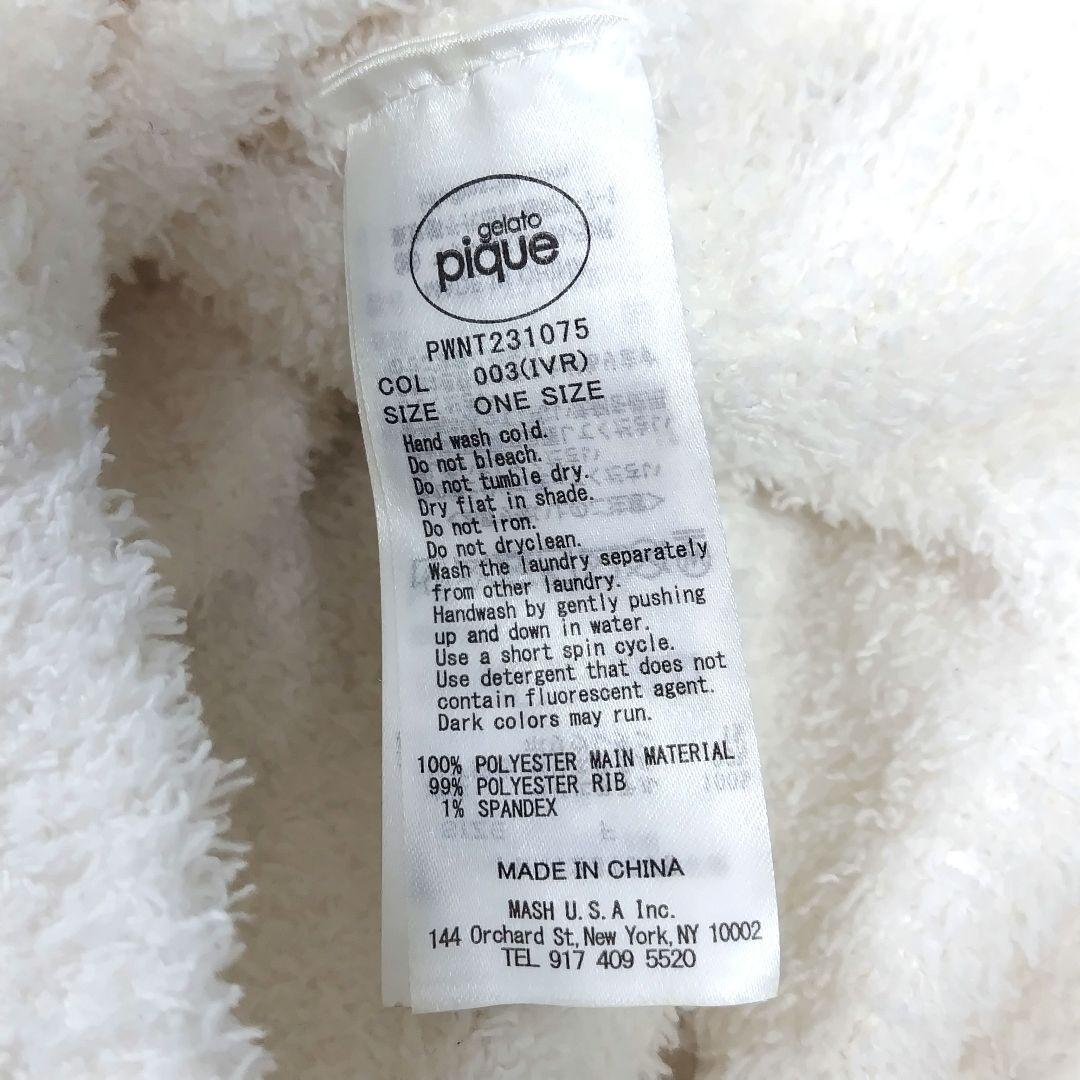 gelato
pique
PWNT231075
COL 003(IVR)
SIZE ONE SIZE
Hand wash cold.
Do not bleach.
Do not tumble dry.
Dry flat in shade.
Do not iron.
Do not dryclean.
Wash the laundry separately
from other laundry.
Handwash by gently pushing
up and down in water.
Use a short spin cycle.
Use detergent that does not
contain fluorescent agent.
Dark colors may run.
100% POLYESTER MAIN MATERIAL
99% POLYESTER RIB
1% SPANDEX
MADE IN CHINA
MASH U.S.A Inc.
144 Orchard St, New York, NY 10002
TEL 917 409 5520